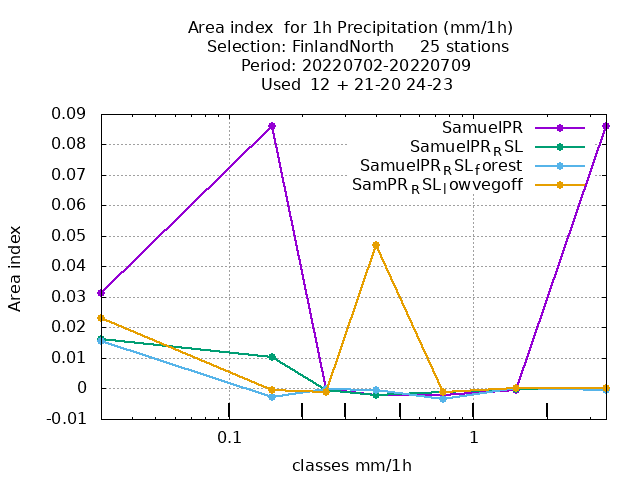 Area index  for 1h Precipitation (mm/1h)
Selection: FinlandNorth     25 stations
Period: 20220702-20220709
Used  12 + 21-20 24-23
0.09
0.08
0.07
0.06
0.05
0.04
0.03
0.02
0.01
0
-0.01
Area index
SamuelPR
SamuelPR_RSL
SamuelPR_RSL_forest
SamPR_RSL_lowvegoff
0.1
1
classes mm/1h